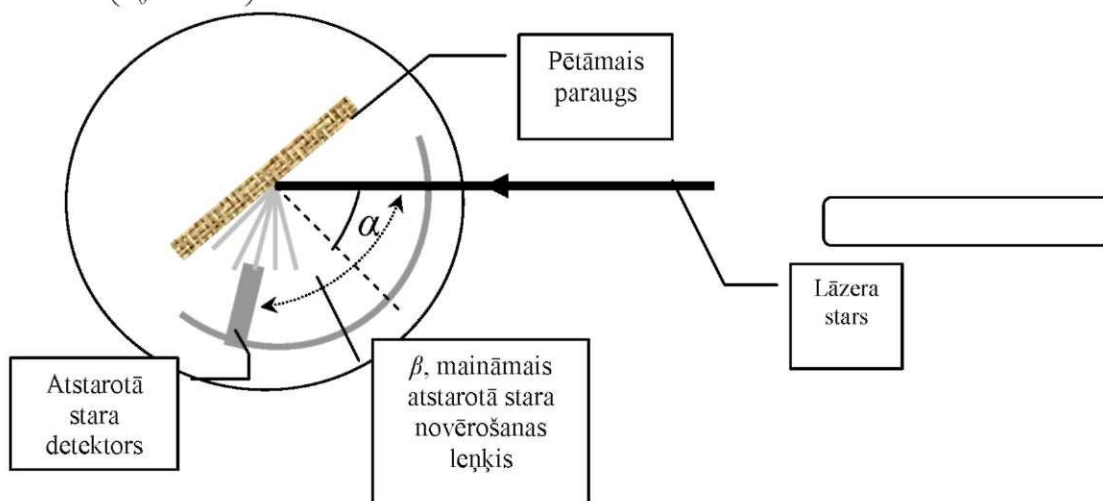 Pētāmais
paraugs
α
Lāzera
stars
β, maināmais
atstarotā stara
novērošanas
leņķis
Atstarotā
stara
detektors